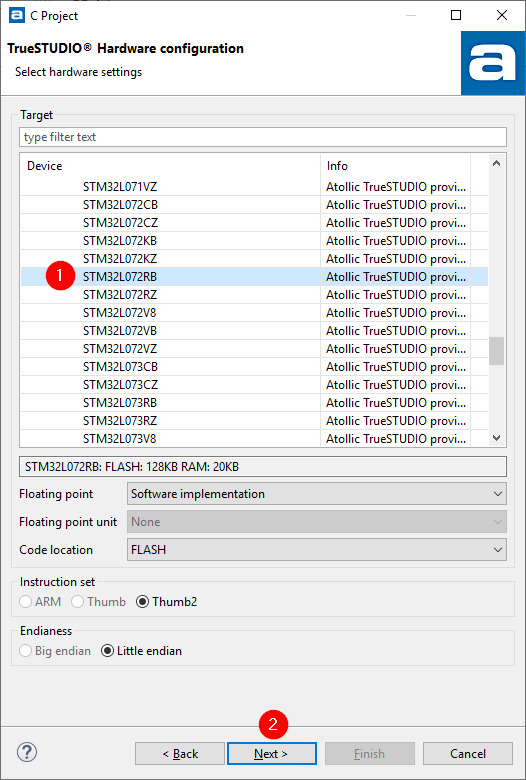 C Project
TrueSTUDIO® Hardware configuration
Select hardware settings
a
Target
type filter text
Device Info
STM32L071VZ Atollic TrueSTUDIO provi...
STM32L072CB Atollic TrueSTUDIO provi...
STM32L072CZ Atollic TrueSTUDIO provi...
STM32L072KB Atollic TrueSTUDIO provi...
STM32L072KZ Atollic TrueSTUDIO provi...
1 STM32L072RB Atollic TrueSTUDIO provi...
STM32L072RZ Atollic TrueSTUDIO provi...
STM32L072V8 Atollic TrueSTUDIO provi...
STM32L072VB Atollic TrueSTUDIO provi...
STM32L072VZ Atollic TrueSTUDIO provi...
STM32L073CB Atollic TrueSTUDIO provi...
STM32L073CZ Atollic TrueSTUDIO provi...
STM32L073RB Atollic TrueSTUDIO provi...
STM32L073RZ Atollic TrueSTUDIO provi...
STM32L073V8 Atollic TrueSTUDIO provi...
STM32L072RB: FLASH: 128KB RAM: 20KB
Floating point Software implementation
Floating point unit None
Code location FLASH
Instruction set
ARM Thumb Thumb2
Endianess
Big endian Little endian
2
? < Back Next > Finish Cancel